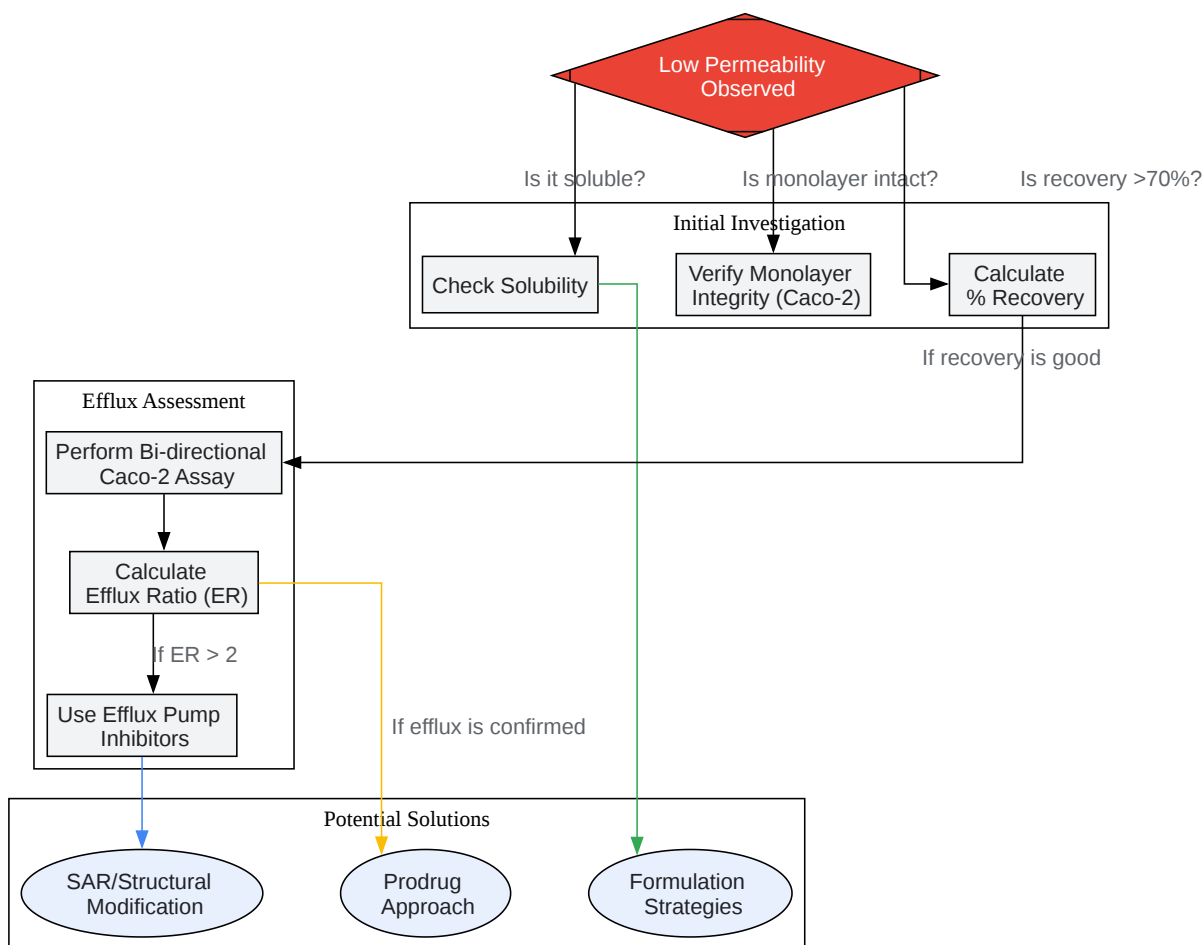 Low Permeability
Observed
Is it soluble?
Is monolayer intact?
Is recovery >70%?
Initial Investigation
Check Solubility
Verify Monolayer
Integrity (Caco-2)
Calculate
% Recovery
If recovery is good
Efflux Assessment
Perform Bi-directional
Caco-2 Assay
Calculate
Efflux Ratio (ER)
If ER > 2
Use Efflux Pump
Inhibitors
If efflux is confirmed
Potential Solutions
SAR/Structural
Modification
Prodrug
Approach
Formulation
Strategies